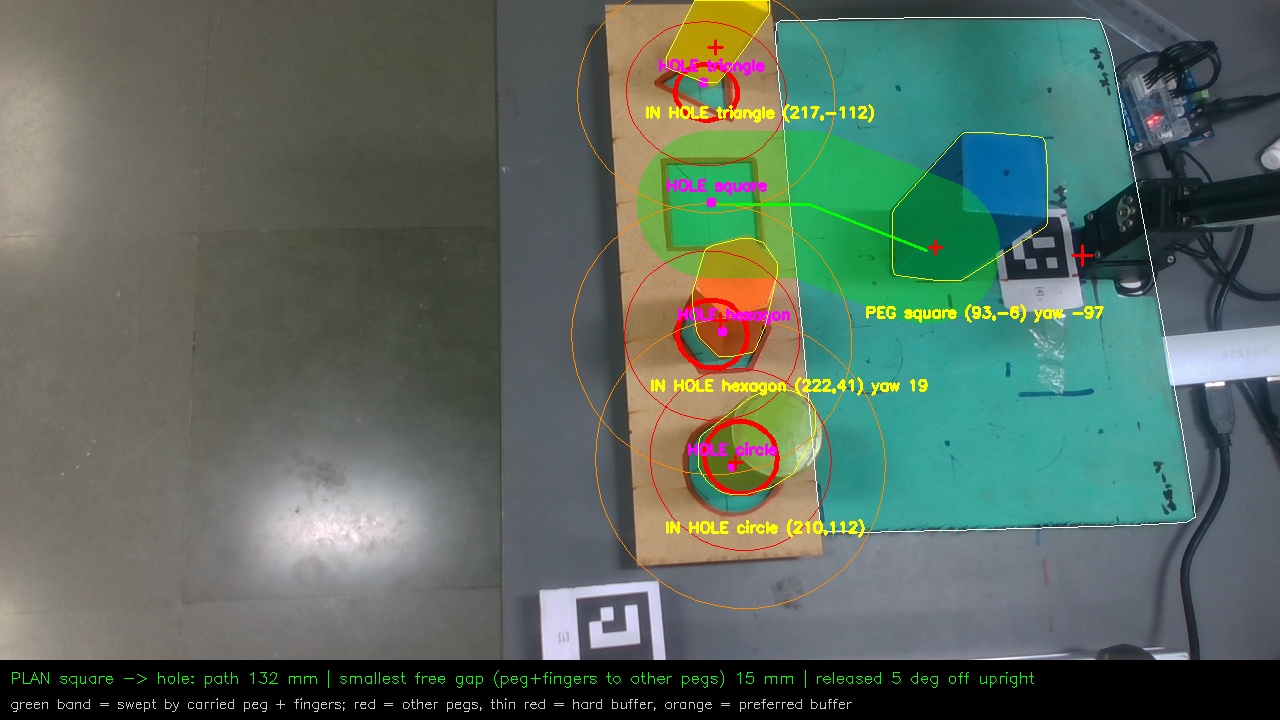 HOLE triangle
IN HOLE triangle (217,-112)
HOLE square
PEG square (93,-6) yaw -97
HOLE hexagon
IN HOLE hexagon (222,41) yaw 19
HOLE circle
IN HOLE circle (210,112)
PLAN square -> hole: path 132 mm | smallest free gap (peg+fingers to other pegs) 15 mm | released 5 deg off upright
green band = swept by carried peg + fingers; red = other pegs, thin red = hard buffer, orange = preferred buffer